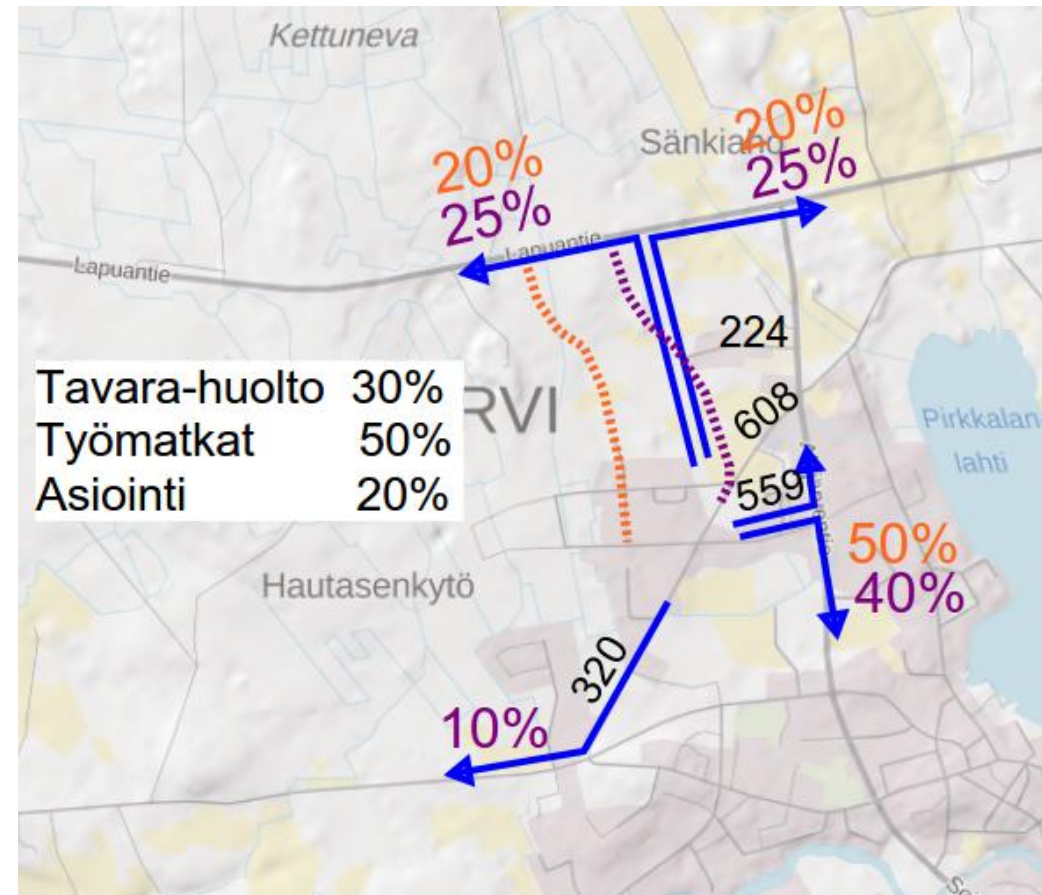 Kettuneva
20%
Sänkiaho
25%
20%
25%
Lapuantie
Lapuantie
224
Tavara-huolto 30%
Työmatkat 50%
Asiointi 20%
RVI
608
Pirkkalan
lahti
559
50%
40%
Hautasenkytö
320
10%